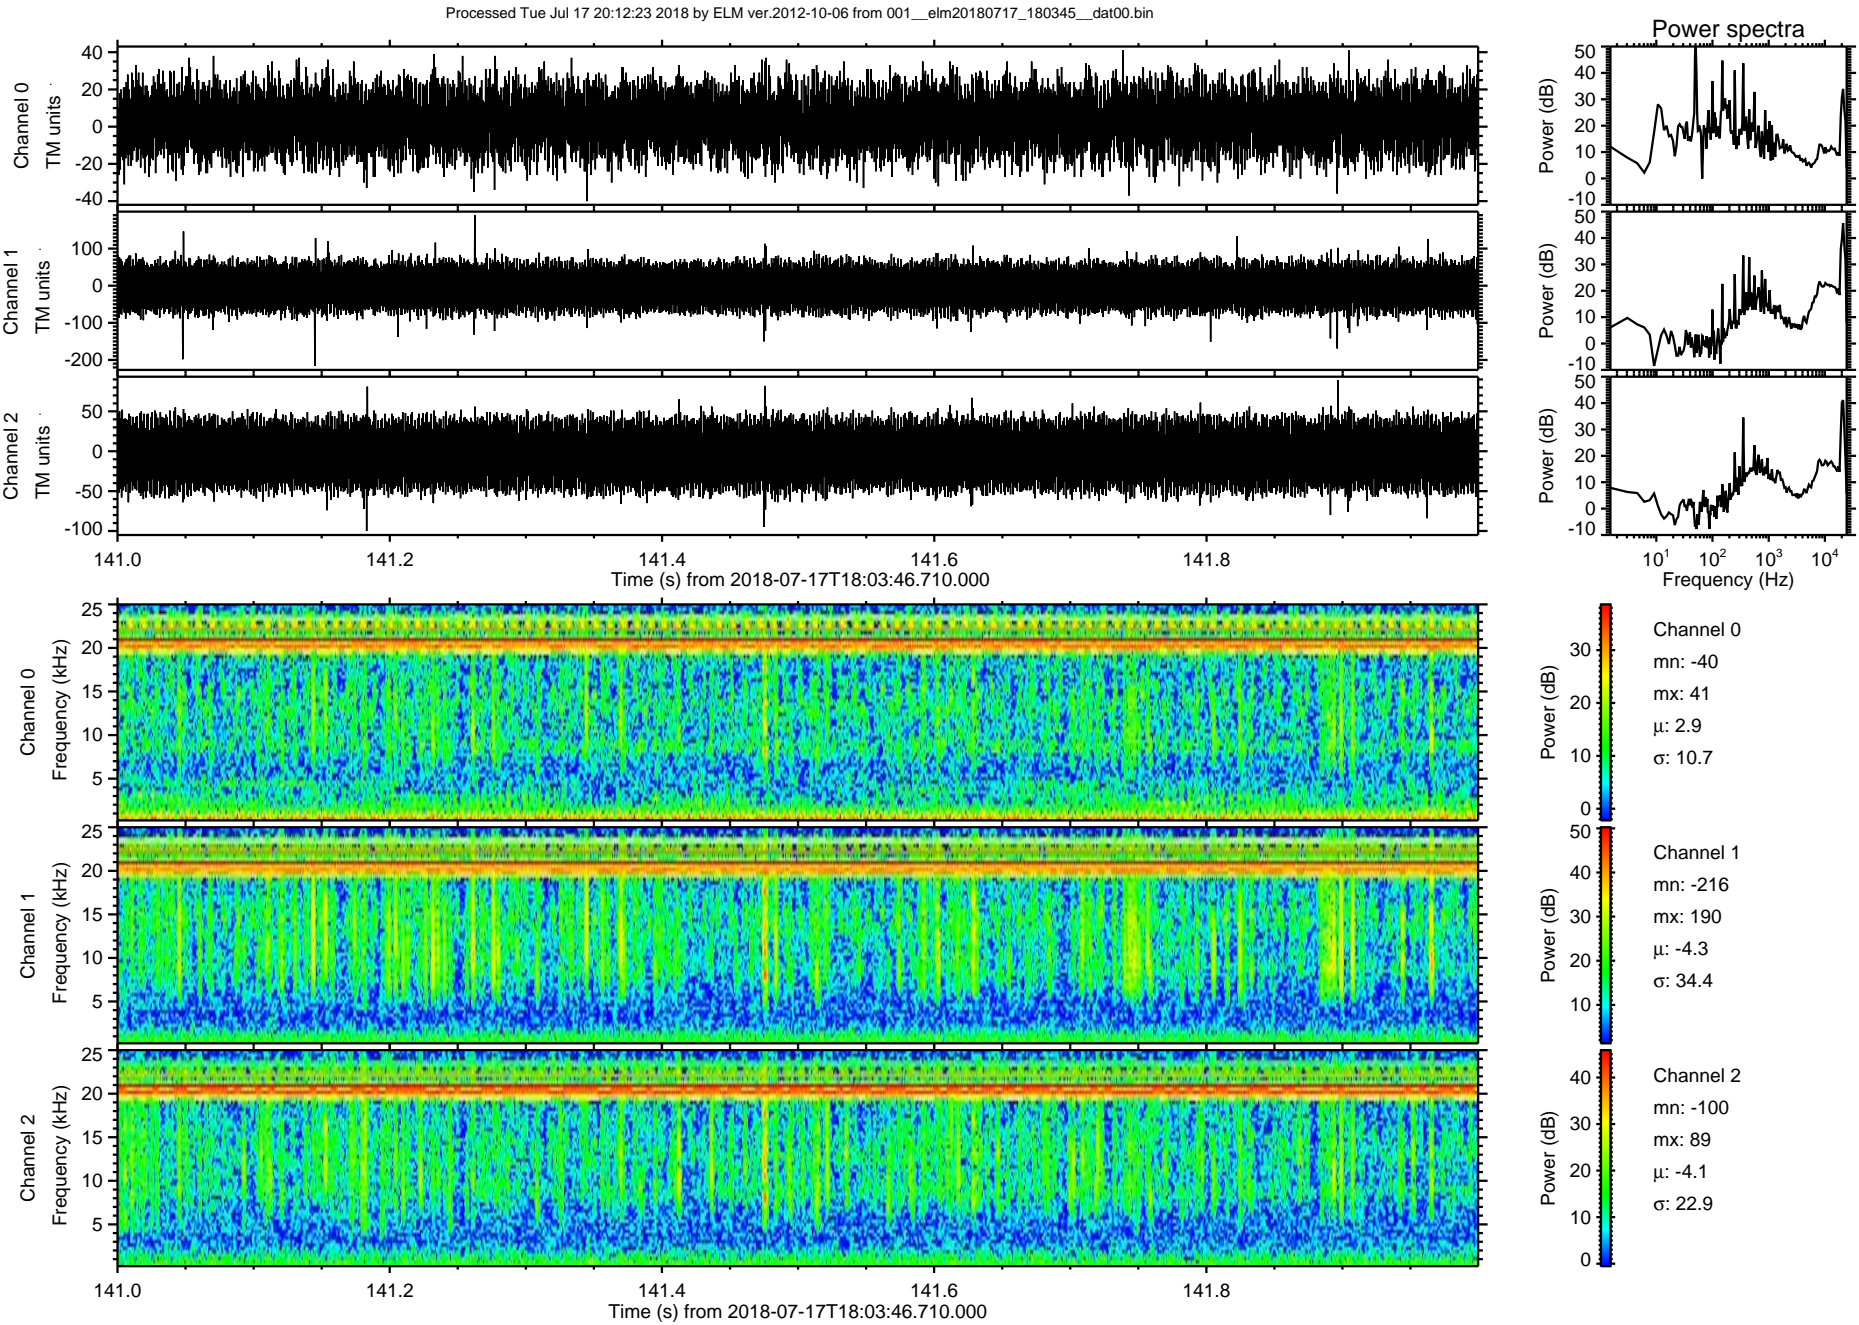 Processed Tue Jul 17 20:12:23 2018 by ELM ver.2012-10-06 from 001__elm20180717_180345__dat00.bin
Power spectra
Channel 0
TM units
40
20
0
-20
-40
Power (dB)
50
40
30
20
10
0
-10
Channel 1
TM units
100
0
-100
-200
Power (dB)
50
40
30
20
10
0
-10
Channel 2
TM units
50
0
-50
-100
Power (dB)
50
40
30
20
10
0
-10
141.0 141.2 141.4 141.6 141.8
Time (s) from 2018-07-17T18:03:46.710.000
10¹ 10² 10³ 10⁴
Frequency (Hz)
Channel 0
Frequency (kHz)
25
20
15
10
5
Power (dB)
30
20
10
0
Channel 0
mn: -40
mx: 41
μ: 2.9
σ: 10.7
Channel 1
Frequency (kHz)
25
20
15
10
5
Power (dB)
50
40
30
20
10
Channel 1
mn: -216
mx: 190
μ: -4.3
σ: 34.4
Channel 2
Frequency (kHz)
25
20
15
10
5
Power (dB)
40
30
20
10
0
Channel 2
mn: -100
mx: 89
μ: -4.1
σ: 22.9
141.0 141.2 141.4 141.6 141.8
Time (s) from 2018-07-17T18:03:46.710.000